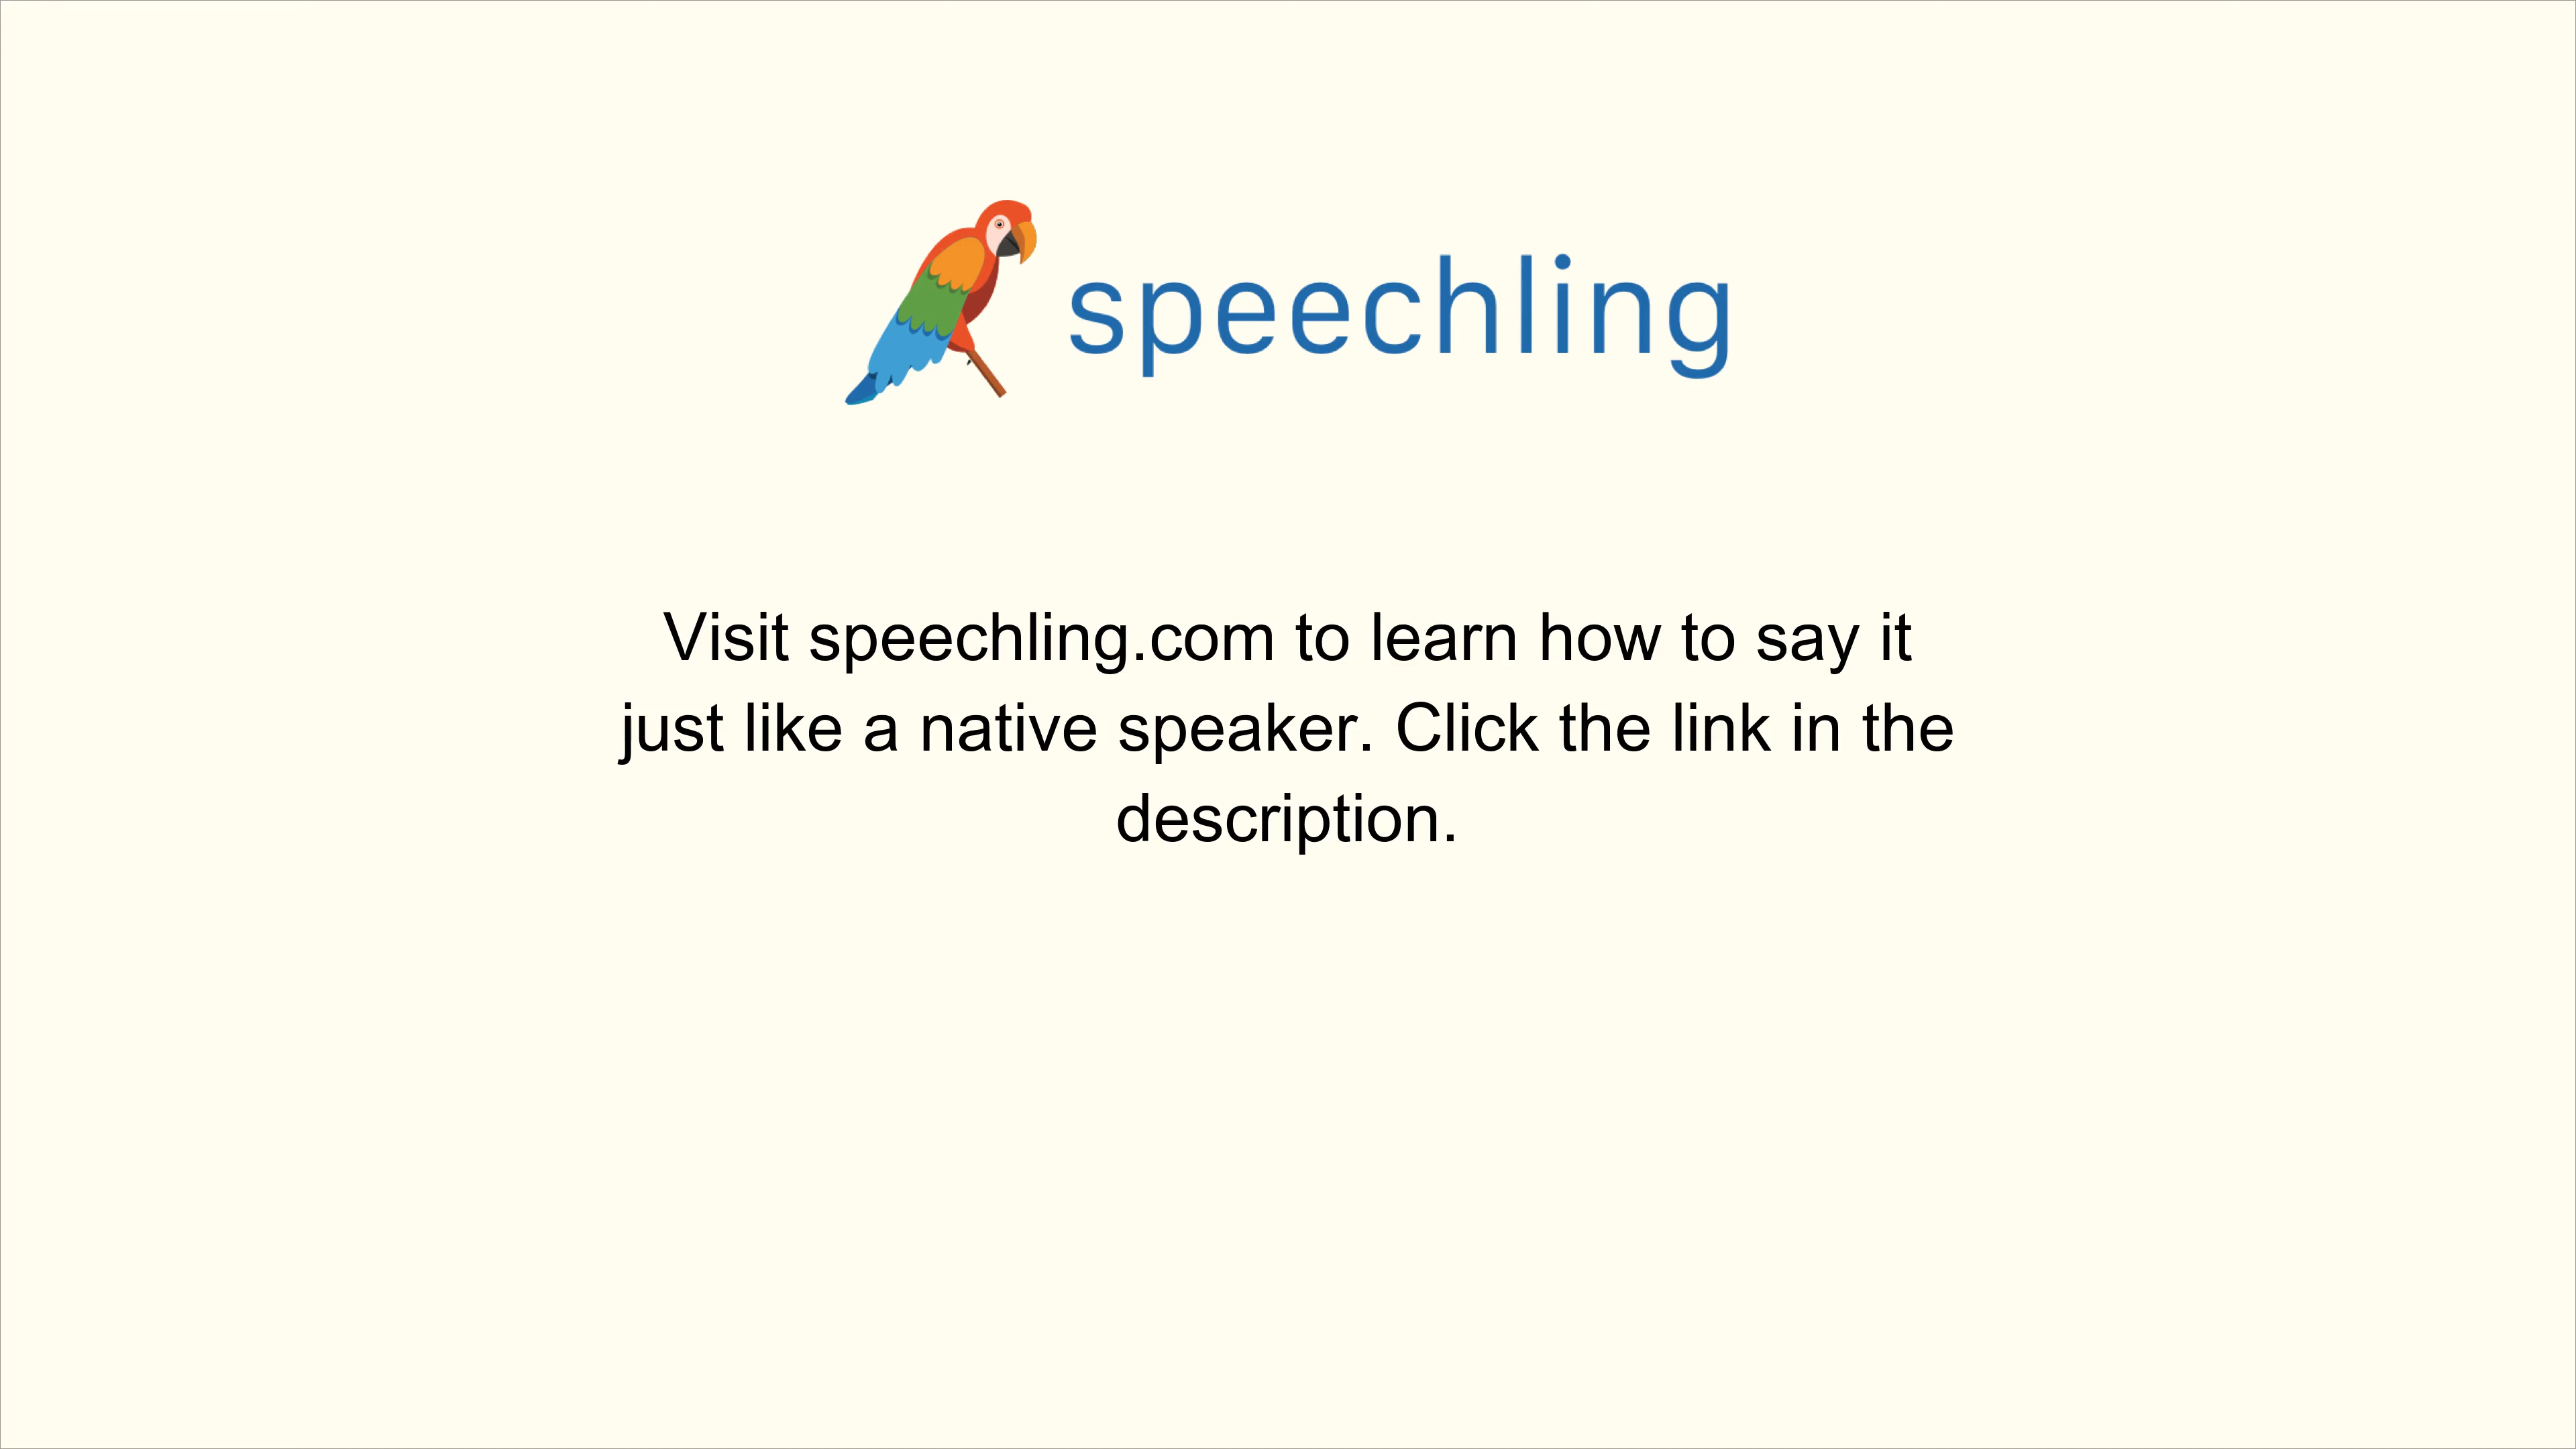 speechling
Visit speechling.com to learn how to say it
just like a native speaker. Click the link in the
description.